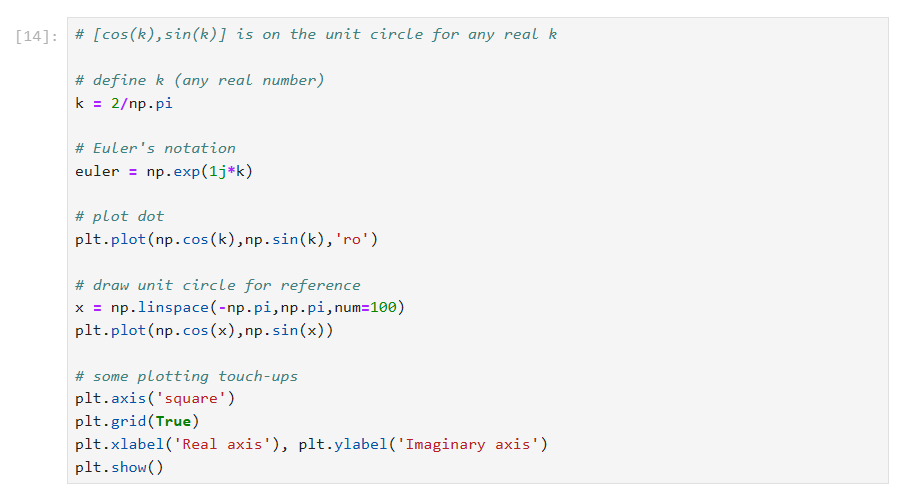 [14]: # [cos(k),sin(k)] is on the unit circle for any real k
# define k (any real number)
k = 2/np.pi
# Euler's notation
euler = np.exp(1j*k)
# plot dot
plt.plot(np.cos(k),np.sin(k),'ro')
# draw unit circle for reference
x = np.linspace(-np.pi,np.pi,num=100)
plt.plot(np.cos(x),np.sin(x))
# some plotting touch-ups
plt.axis('square')
plt.grid(True)
plt.xlabel('Real axis'), plt.ylabel('Imaginary axis')
plt.show()